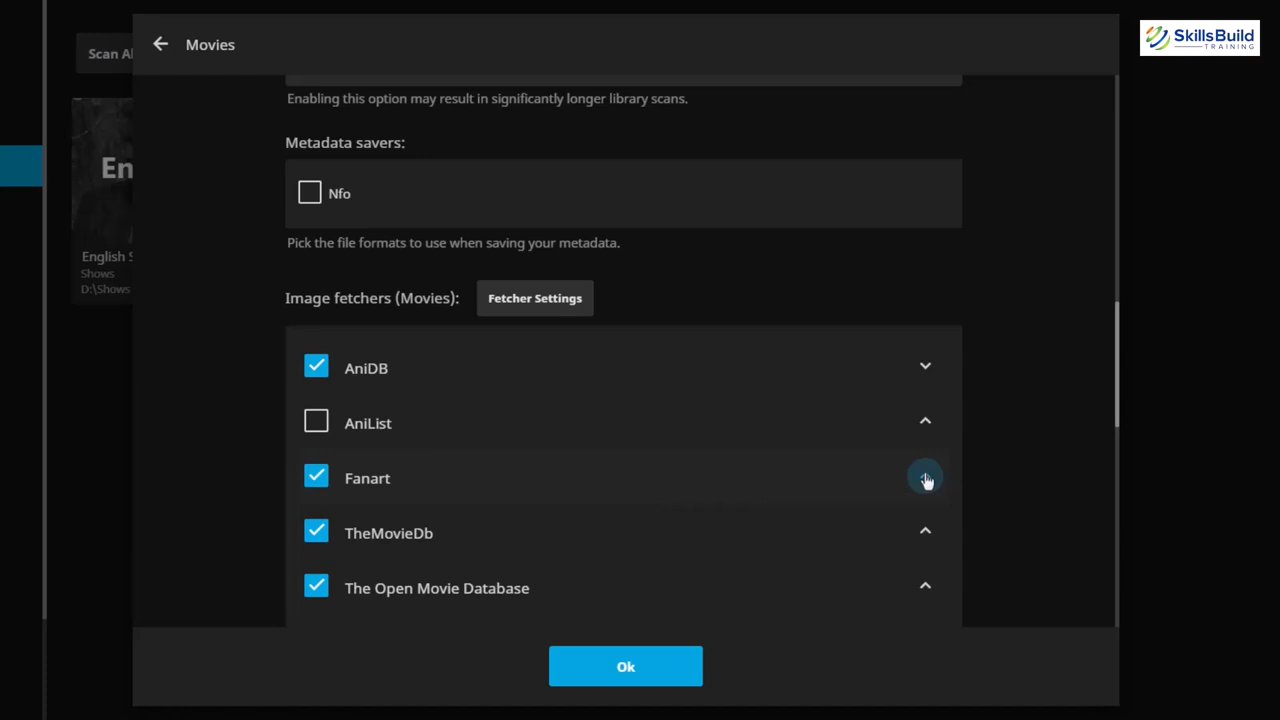 SkillsBuild
TRAINING
Movies
Scan Al
Enabling this option may result in significantly longer library scans.
Metadata savers:
Nfo
Pick the file formats to use when saving your metadata.
En
English S
Shows
D:\Shows
Image fetchers (Movies):
Fetcher Settings
AniDB
AniList
Fanart
TheMovieDb
The Open Movie Database
Ok